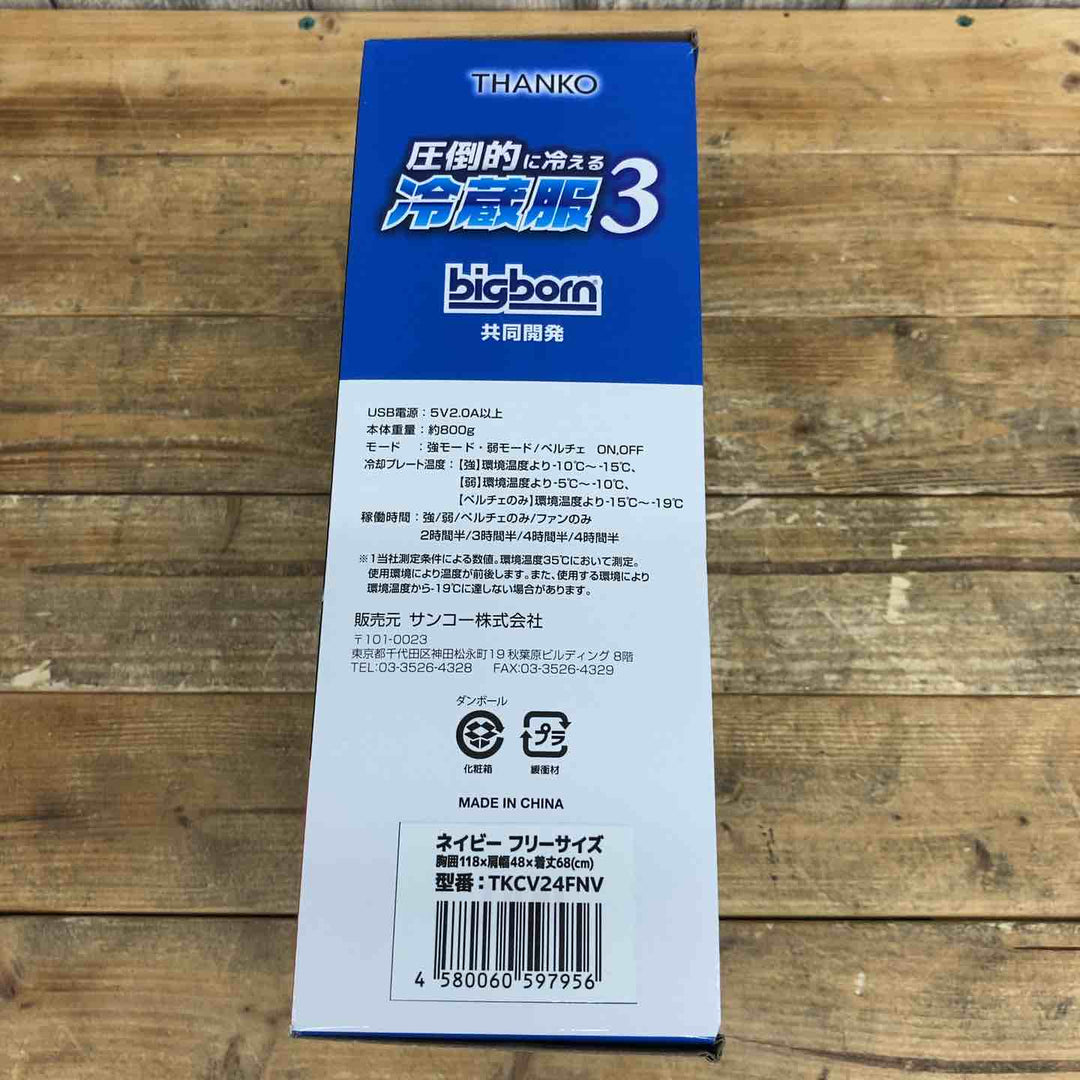 THANKO
圧倒的に冷える
冷蔵服3
bigborn®
共同開発
USB電源：5V2.0A以上
本体重量：約800g
モード　：強モード・弱モード/ペルチェ　ON,OFF
冷却プレート温度：【強】環境温度より-10℃～-15℃、
【弱】環境温度より-5℃～-10℃、
【ペルチェのみ】環境温度より-15℃～-19℃
稼働時間：強/弱/ペルチェのみ/ファンのみ
2時間半/3時間半/4時間半/4時間半
※1当社測定条件による数値。環境温度35℃において測定。
使用環境により温度が前後します。また、使用する環境により
環境温度から-19℃に達しない場合があります。
販売元 サンコー株式会社
〒101-0023
東京都千代田区神田松永町19 秋葉原ビルディング 8階
TEL:03-3526-4328　FAX:03-3526-4329
ダンボール
プラ
化粧箱　緩衝材
MADE IN CHINA
ネイビー フリーサイズ
胸囲118×肩幅48×着丈68(cm)
型番：TKCV24FNV
4 580060 597956